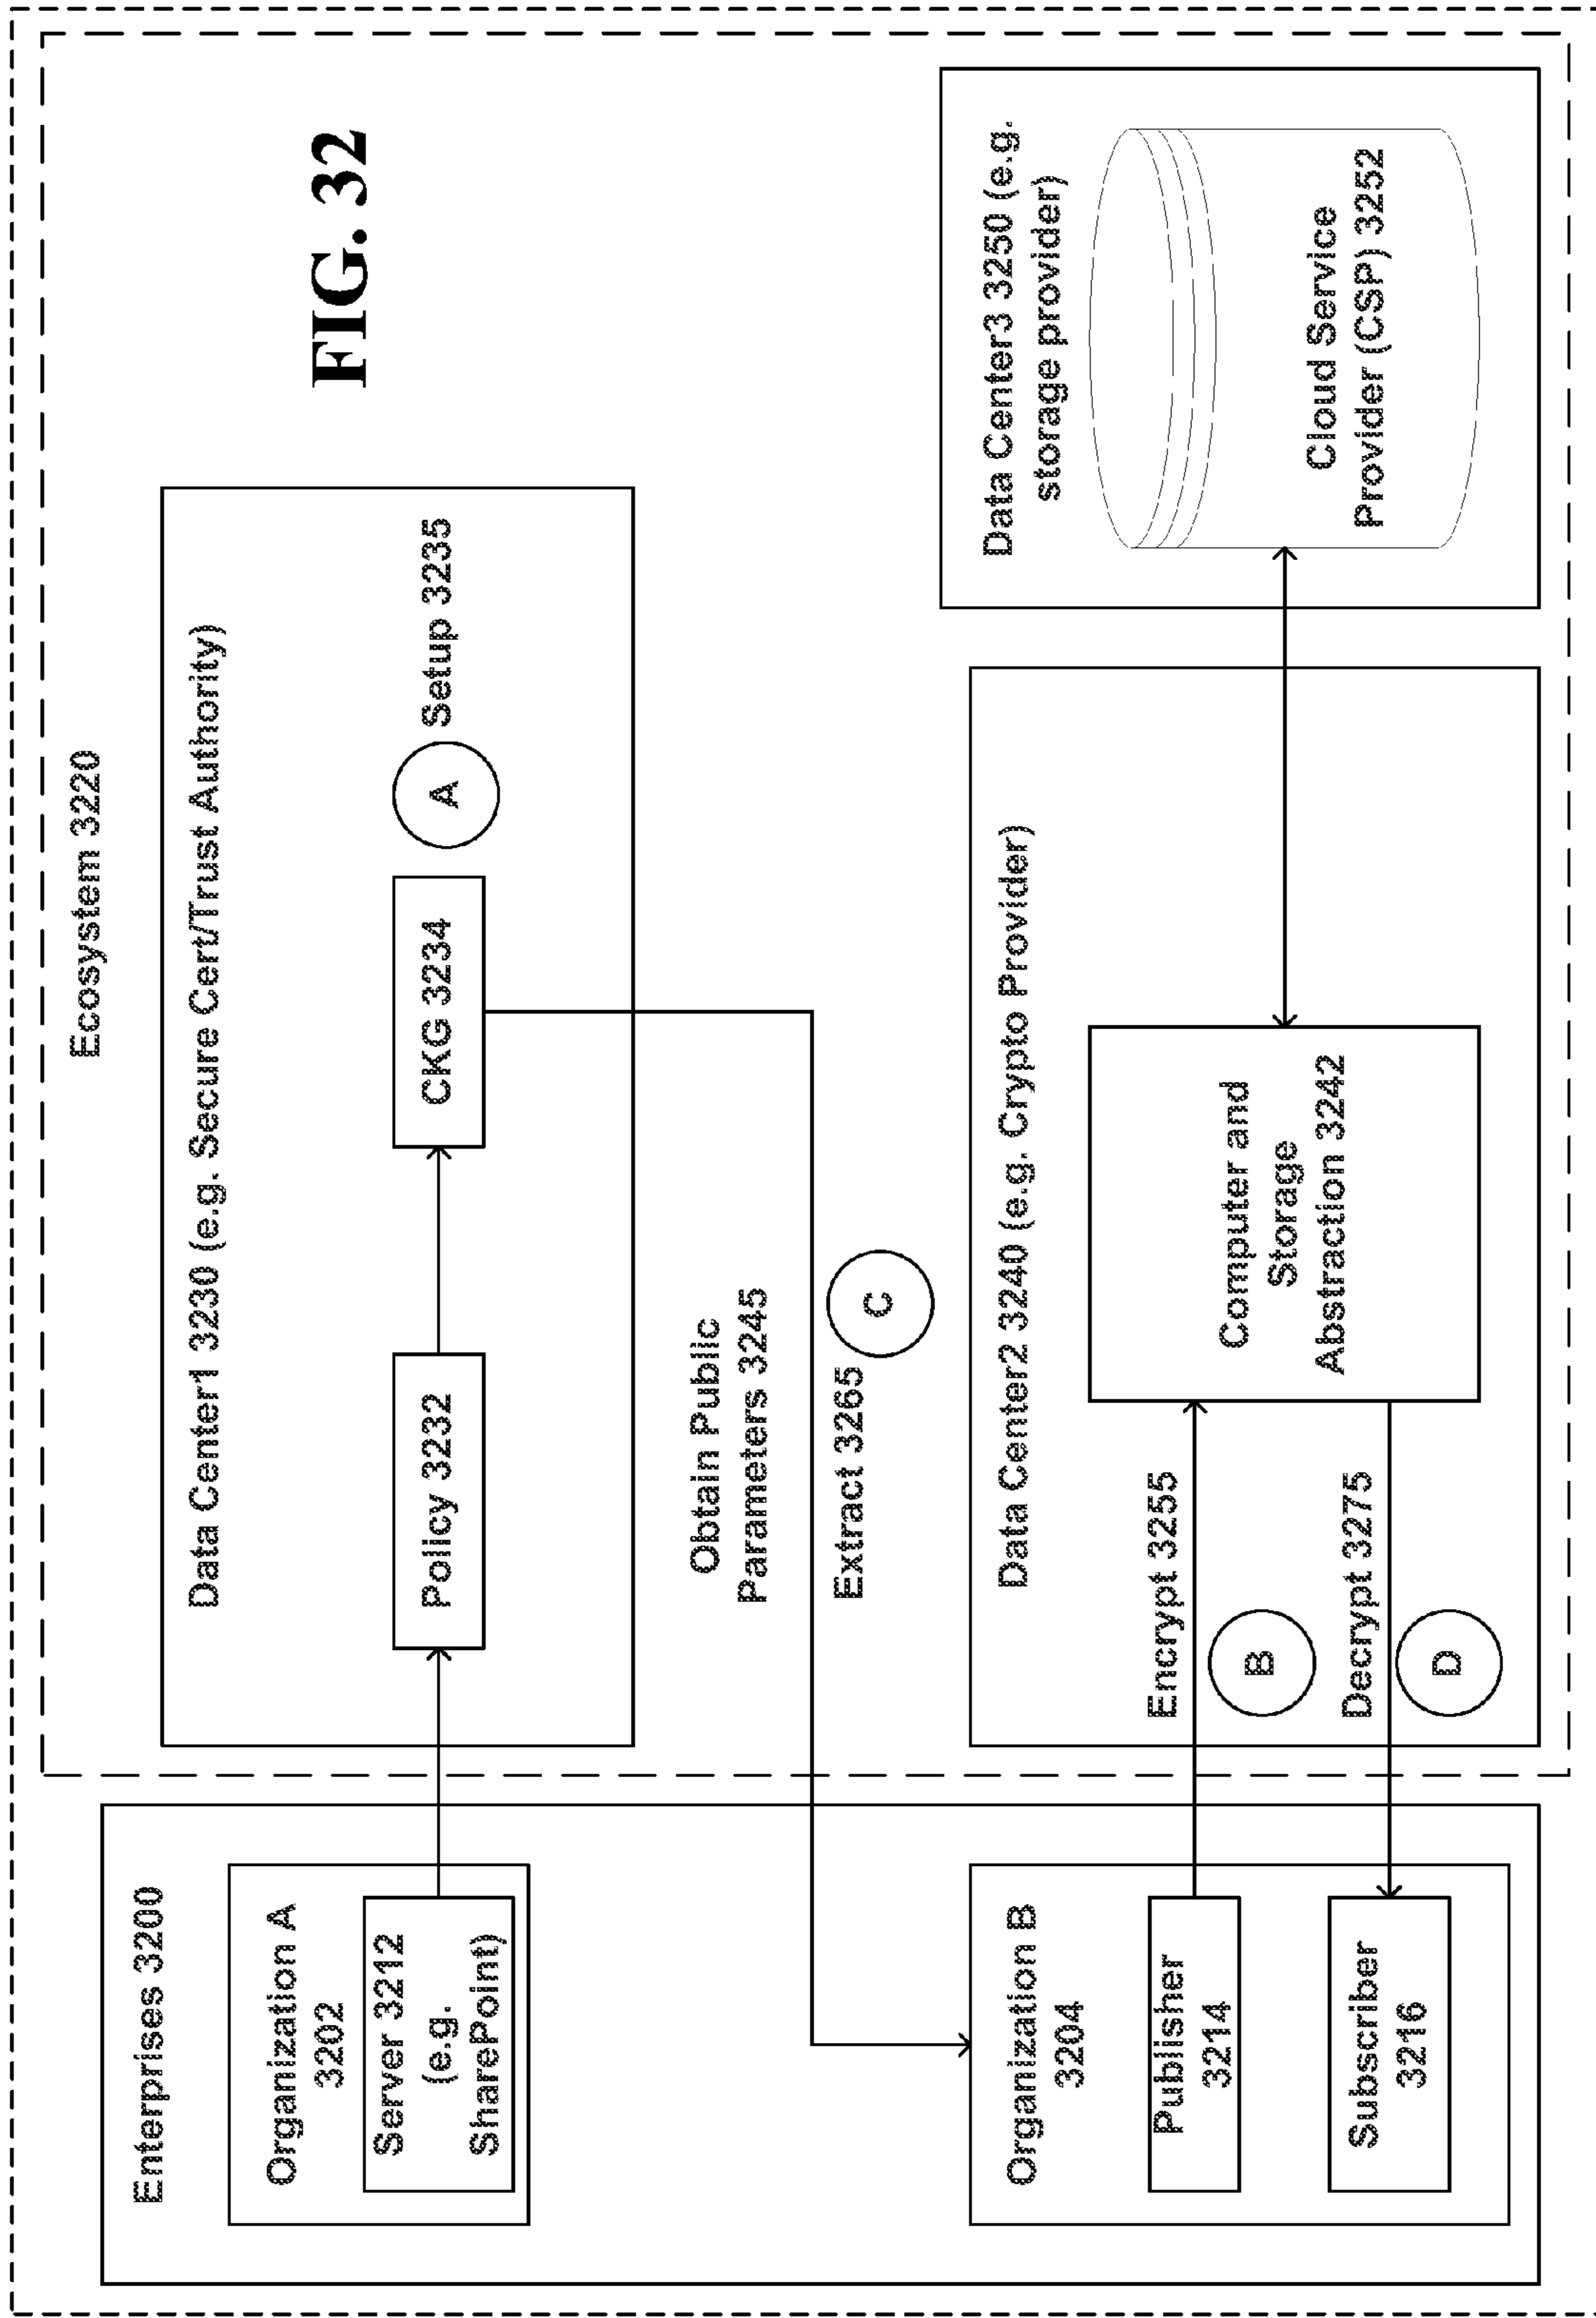 FIG. 32
Ecosystem 3220
Enterprises 3200
Organization A
3202
Server 3212
(e.g.
SharePoint)
Data Center1 3230 (e.g. Secure Cert/Trust Authority)
Policy 3232
CKG 3234
A
Setup 3235
Obtain Public
Parameters 3245
Extract 3265
C
Organization B
3204
Publisher
3214
Subscriber
3216
Data Center2 3240 (e.g. Crypto Provider)
Encrypt 3255
B
Decrypt 3275
D
Computer and
Storage
Abstraction 3242
Data Center3 3250 (e.g.
storage provider)
Cloud Service
Provider (CSP) 3252